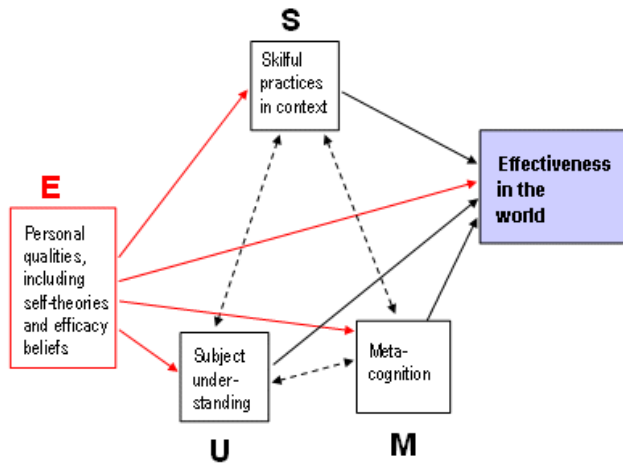 S
Skilful
practices
in context
Effectiveness
in the
world
E
Personal
qualities,
including
self-theories
and efficacy
beliefs
Subject
under-
standing
Meta-
cognition
U
M